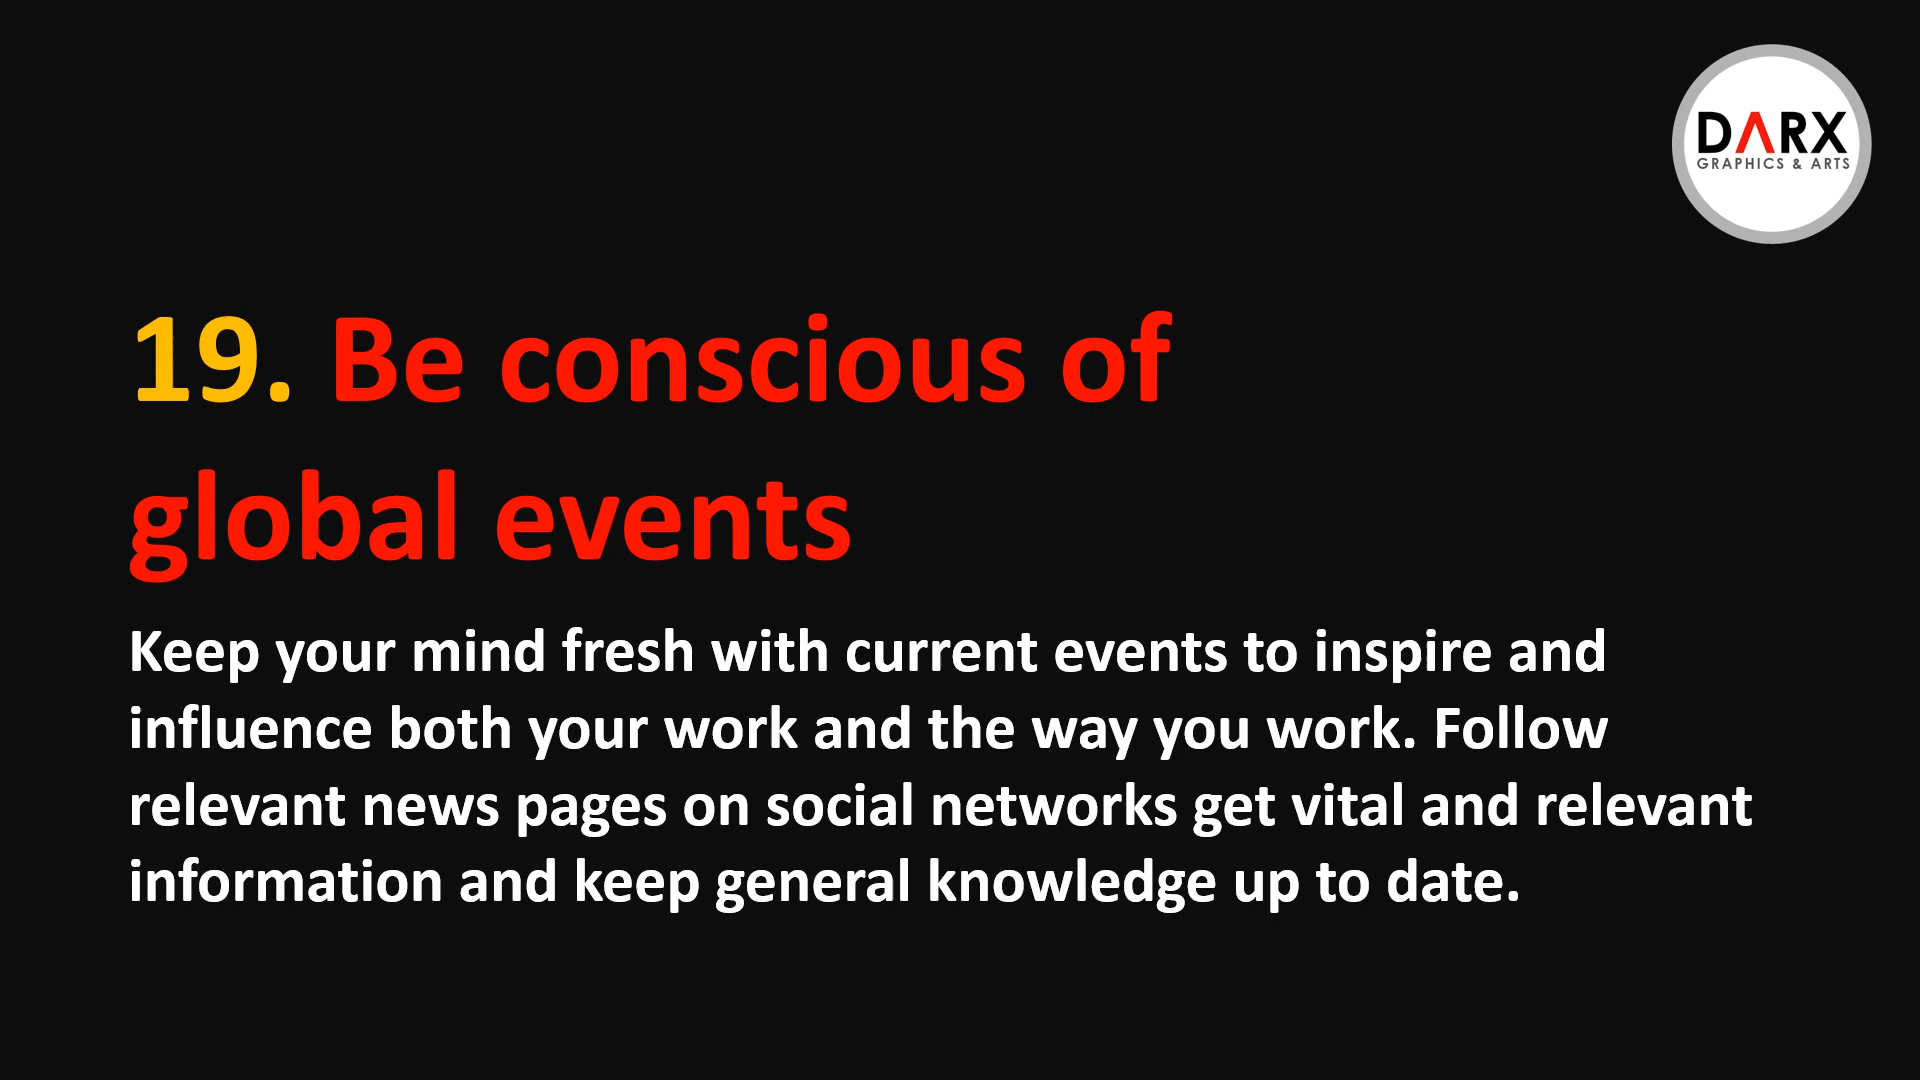 DARX
GRAPHICS & ARTS
19. Be conscious of
global events
Keep your mind fresh with current events to inspire and
influence both your work and the way you work. Follow
relevant news pages on social networks get vital and relevant
information and keep general knowledge up to date.